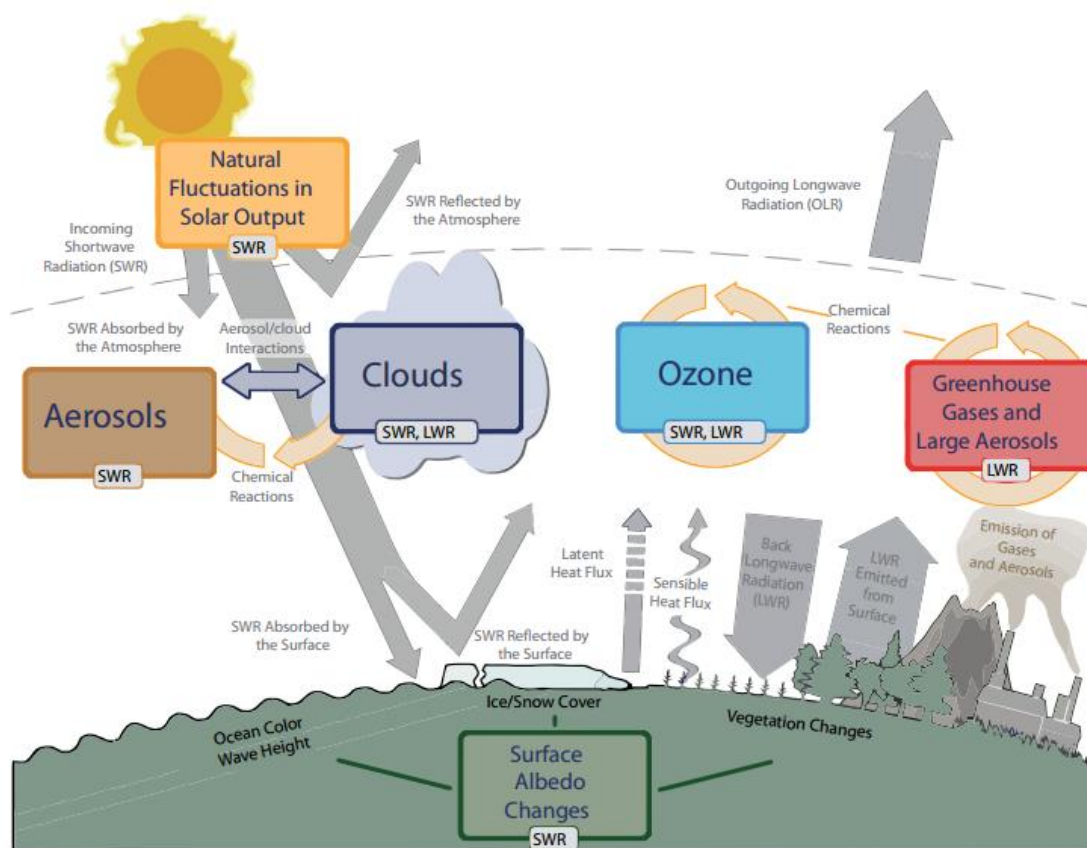 Natural
Fluctuations in
Solar Output
SWR
Incoming
Shortwave
Radiation (SWR)
SWR Reflected by
the Atmosphere
Outgoing Longwave
Radiation (OLR)
SWR Absorbed by
the Atmosphere
Aerosol/cloud
Interactions
Chemical
Reactions
Aerosols
SWR
Clouds
SWR, LWR
Ozone
SWR, LWR
Greenhouse
Gases and
Large Aerosols
LWR
Chemical
Reactions
Emission of
Gases
and Aerosols
Latent
Heat Flux
Sensible
Heat Flux
Back
Longwave
Radiation
(LWR)
LWR
Emitted
from
Surface
SWR Absorbed by
the Surface
SWR Reflected by
the Surface
Ocean Color
Wave Height
Ice/Snow Cover
Vegetation Changes
Surface
Albedo
Changes
SWR